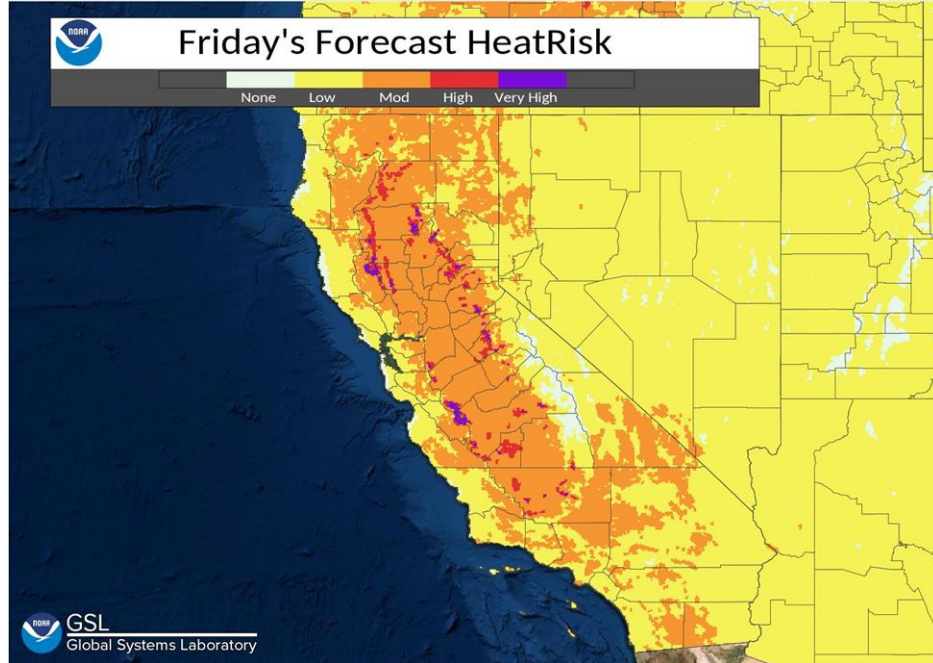 NOAA
Friday's Forecast HeatRisk
None Low Mod High Very High
NOAA
GSL
Global Systems Laboratory